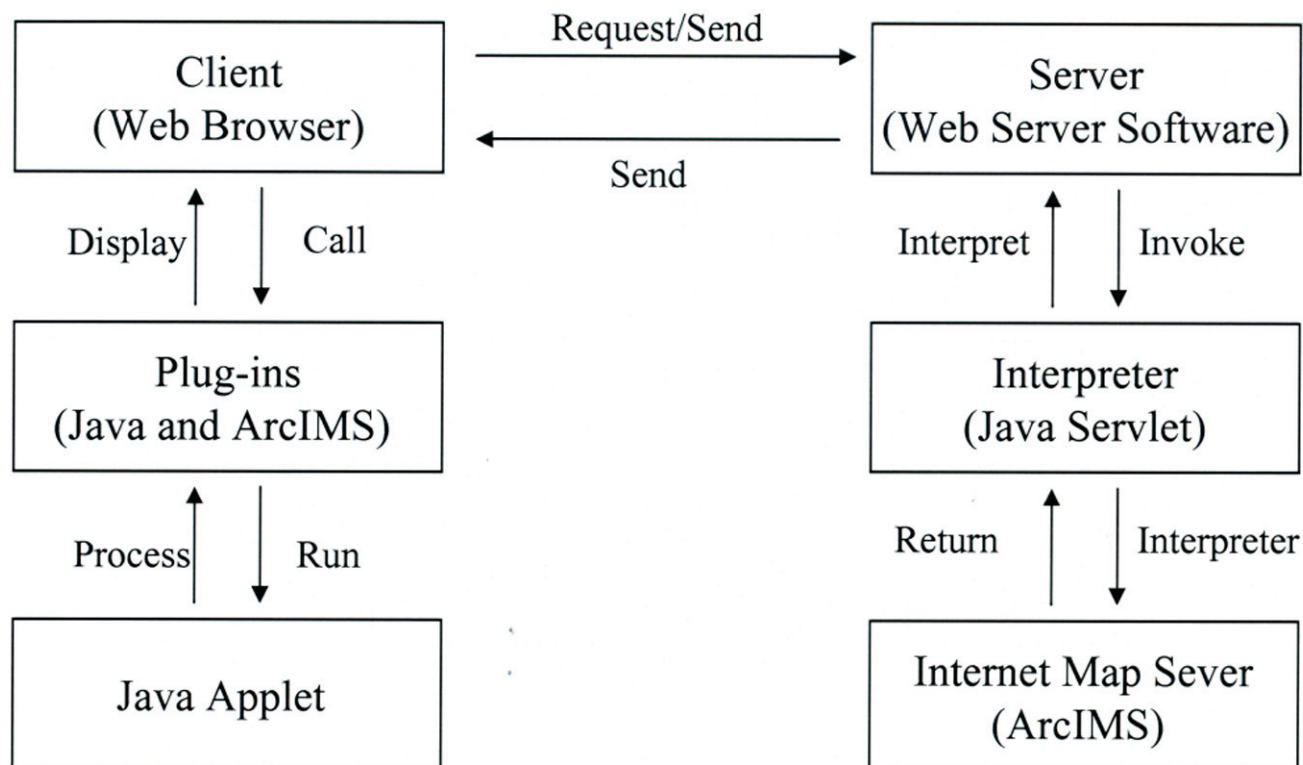 Request/Send
Client
(Web Browser)
Server
(Web Server Software)
Send
Display
Call
Interpret
Invoke
Plug-ins
(Java and ArcIMS)
Interpreter
(Java Servlet)
Process
Run
Return
Interpreter
Java Applet
Internet Map Sever
(ArcIMS)